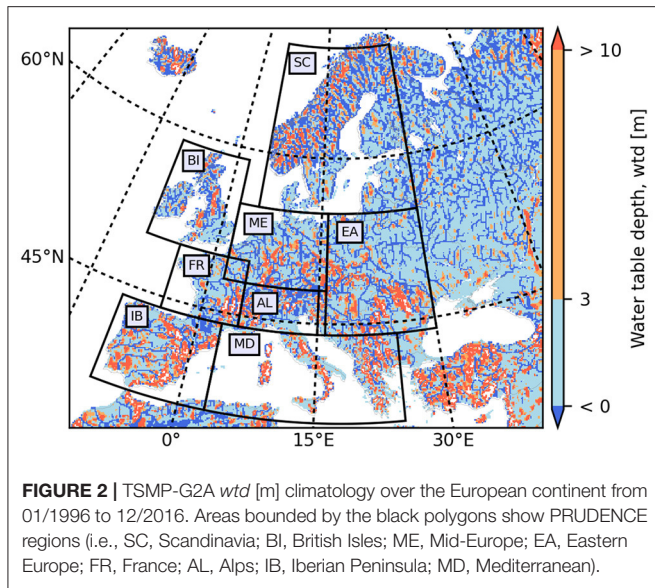 60°N
SC
BI
ME
EA
45°N
FR
AL
IB
MD
0°
15°E
30°E
> 10
3
< 0
Water table depth, wtd [m]
FIGURE 2 | TSMP-G2A wtd [m] climatology over the European continent from
01/1996 to 12/2016. Areas bounded by the black polygons show PRUDENCE
regions (i.e., SC, Scandinavia; BI, British Isles; ME, Mid-Europe; EA, Eastern
Europe; FR, France; AL, Alps; IB, Iberian Peninsula; MD, Mediterranean).